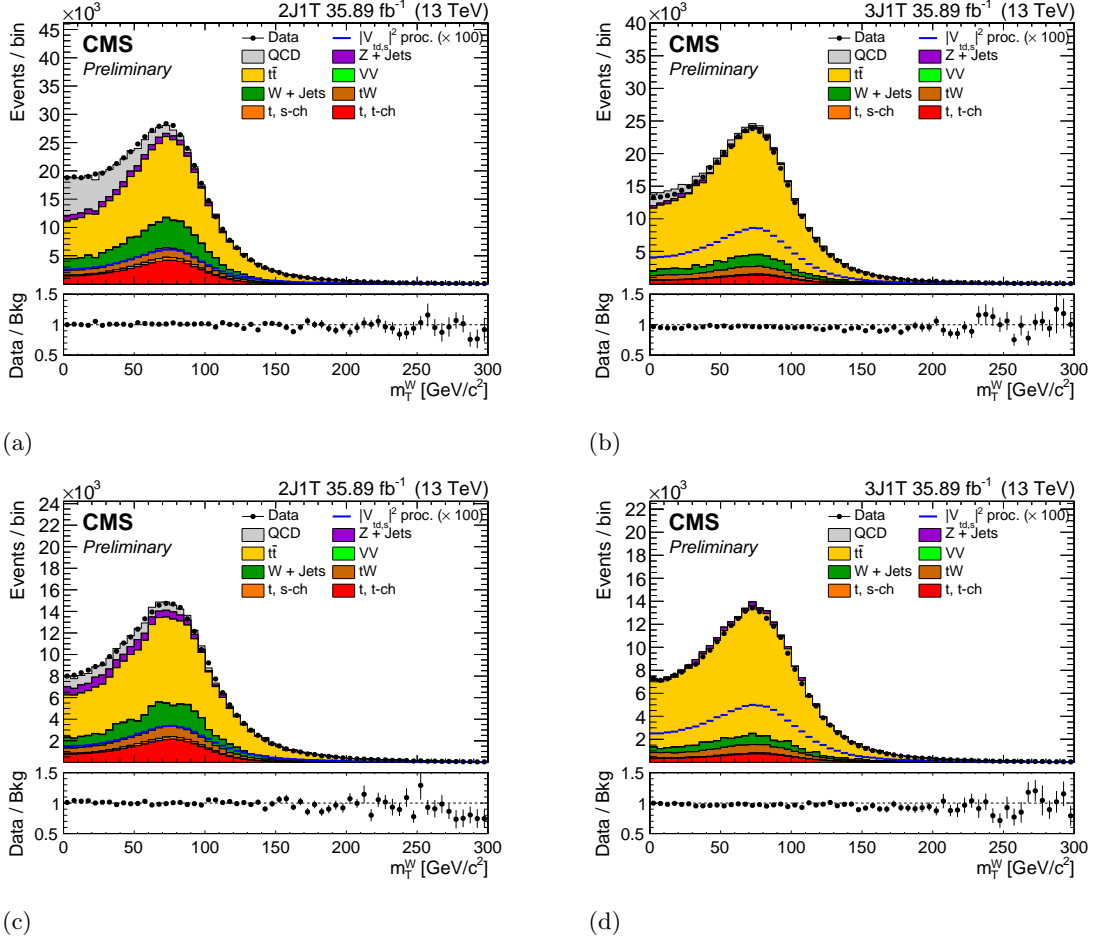 ×10³ 2J1T 35.89 fb⁻¹ (13 TeV)
CMS
Preliminary
Data
|V_td,s|² proc. (× 100)
QCD
Z + Jets
tt̄
VV
W + Jets
tW
t, s-ch
t, t-ch
Events / bin
45
40
35
30
25
20
15
10
5
Data / Bkg
1.5
1
0.5
0 50 100 150 200 250 300
m_T^W [GeV/c²]
(a)
×10³ 3J1T 35.89 fb⁻¹ (13 TeV)
CMS
Preliminary
Data
|V_td,s|² proc. (× 100)
QCD
Z + Jets
tt̄
VV
W + Jets
tW
t, s-ch
t, t-ch
Events / bin
40
35
30
25
20
15
10
5
Data / Bkg
1.5
1
0.5
0 50 100 150 200 250 300
m_T^W [GeV/c²]
(b)
×10³ 2J1T 35.89 fb⁻¹ (13 TeV)
CMS
Preliminary
Data
|V_td,s|² proc. (× 100)
QCD
Z + Jets
tt̄
VV
W + Jets
tW
t, s-ch
t, t-ch
Events / bin
24
22
20
18
16
14
12
10
8
6
4
2
Data / Bkg
1.5
1
0.5
0 50 100 150 200 250 300
m_T^W [GeV/c²]
(c)
×10³ 3J1T 35.89 fb⁻¹ (13 TeV)
CMS
Preliminary
Data
|V_td,s|² proc. (× 100)
QCD
Z + Jets
tt̄
VV
W + Jets
tW
t, s-ch
t, t-ch
Events / bin
22
20
18
16
14
12
10
8
6
4
2
Data / Bkg
1.5
1
0.5
0 50 100 150 200 250 300
m_T^W [GeV/c²]
(d)